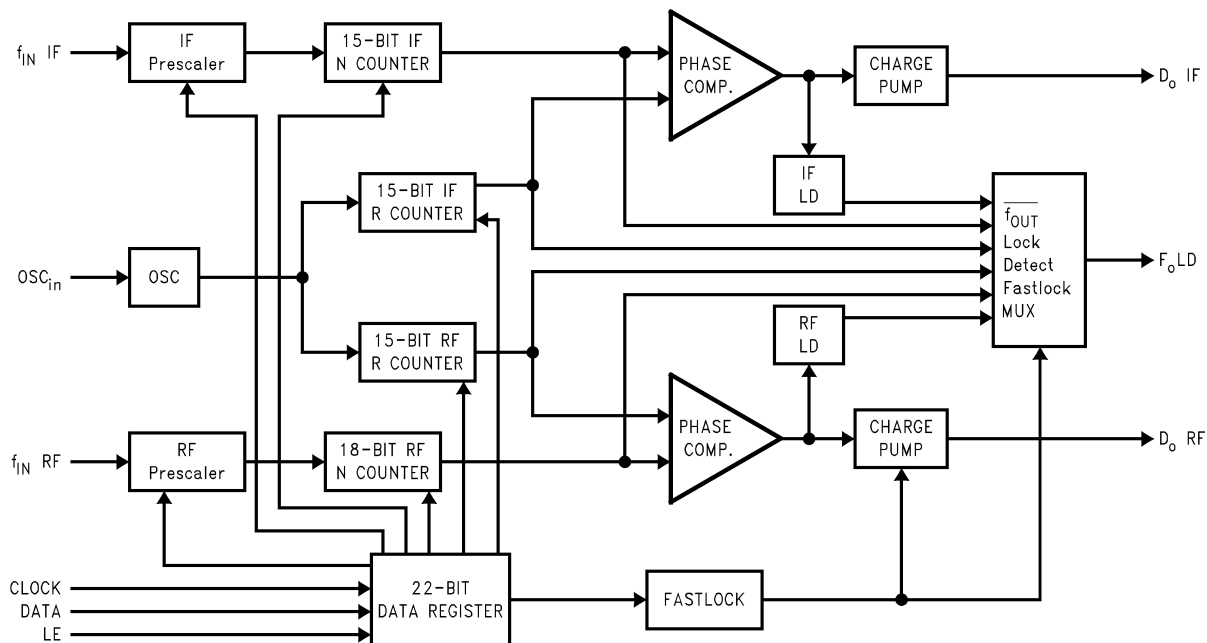 f_IN IF
IF
Prescaler
15-BIT IF
N COUNTER
PHASE
COMP.
CHARGE
PUMP
D_o IF
IF
LD
15-BIT IF
R COUNTER
OSC_in
OSC
f_OUT
Lock
Detect
Fastlock
MUX
F_oLD
15-BIT RF
R COUNTER
RF
LD
f_IN RF
RF
Prescaler
18-BIT RF
N COUNTER
PHASE
COMP.
CHARGE
PUMP
D_o RF
CLOCK
DATA
LE
22-BIT
DATA REGISTER
FASTLOCK